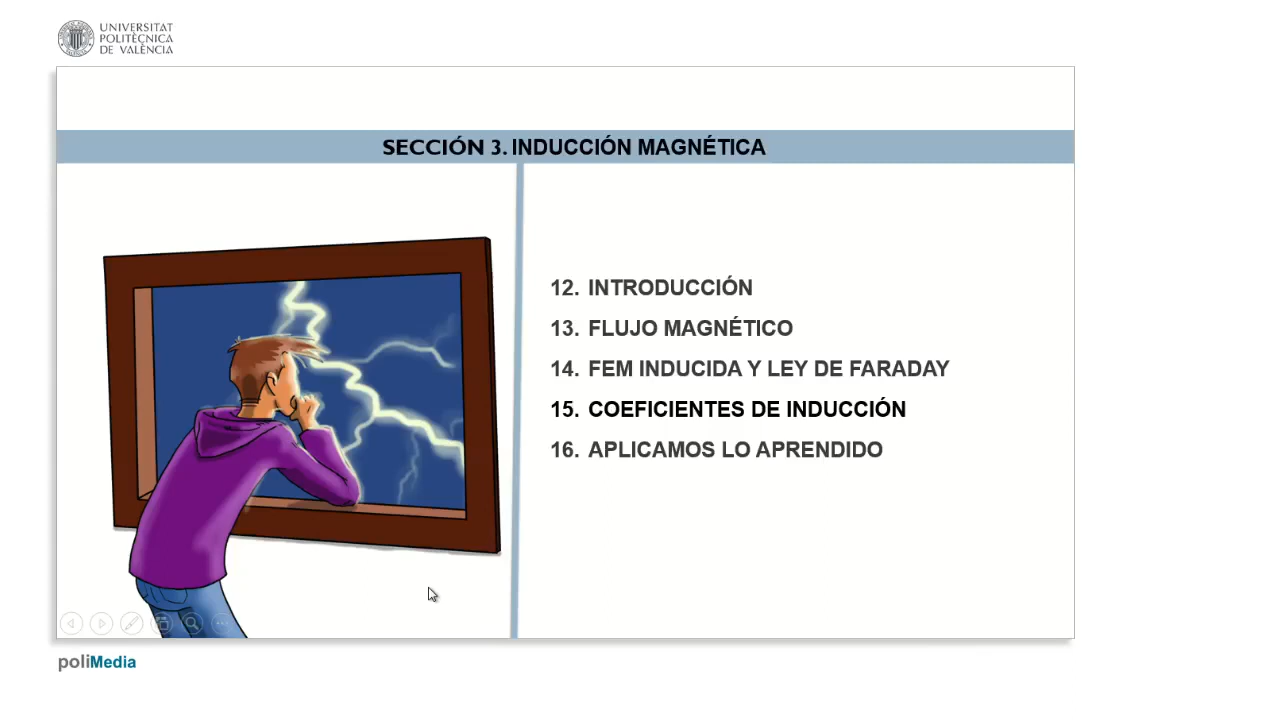 UNIVERSITAT
POLITÈCNICA
DE VALÈNCIA
SECCIÓN 3. INDUCCIÓN MAGNÉTICA
12. INTRODUCCIÓN
13. FLUJO MAGNÉTICO
14. FEM INDUCIDA Y LEY DE FARADAY
15. COEFICIENTES DE INDUCCIÓN
16. APLICAMOS LO APRENDIDO
poliMedia